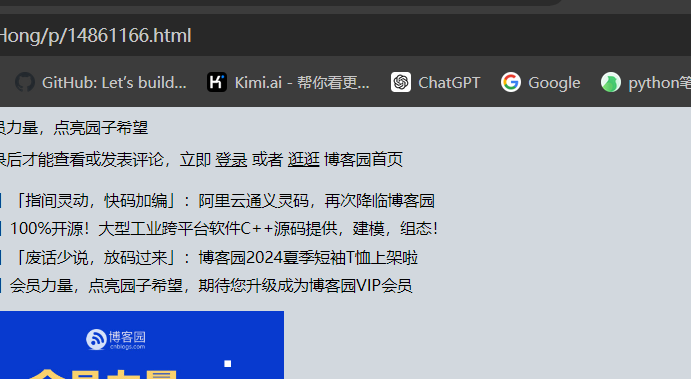 Hong/p/14861166.html
GitHub: Let's build... Kimi.ai - 帮你看更... ChatGPT Google python笔
员力量，点亮园子希望
录后才能查看或发表评论，立即 登录 或者 逛逛 博客园首页
「指间灵动，快码加编」：阿里云通义灵码，再次降临博客园
100%开源！大型工业跨平台软件C++源码提供，建模，组态！
「废话少说，放码过来」：博客园2024夏季短袖T恤上架啦
会员力量，点亮园子希望，期待您升级成为博客园VIP会员
博客园
cnblogs.com
会员力量